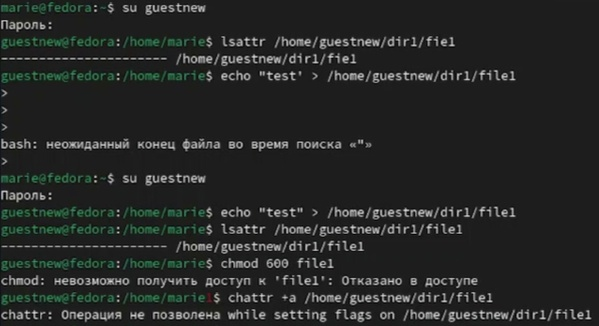 marie@fedora:~$ su guestnew
Пароль:
guestnew@fedora:/home/marie$ lsattr /home/guestnew/dir1/fie1
---------------------- /home/guestnew/dir1/fie1
guestnew@fedora:/home/marie$ echo "test' > /home/guestnew/dir1/file1
>
>
>
bash: неожиданный конец файла во время поиска «"»
>
marie@fedora:~$ su guestnew
Пароль:
guestnew@fedora:/home/marie$ echo "test" > /home/guestnew/dir1/file1
guestnew@fedora:/home/marie$ lsattr /home/guestnew/dir1/file1
---------------------- /home/guestnew/dir1/file1
guestnew@fedora:/home/marie$ chmod 600 file1
chmod: невозможно получить доступ к 'file1': Отказано в доступе
guestnew@fedora:/home/marie1$ chattr +a /home/guestnew/dir1/file1
chattr: Операция не позволена while setting flags on /home/guestnew/dir1/file1